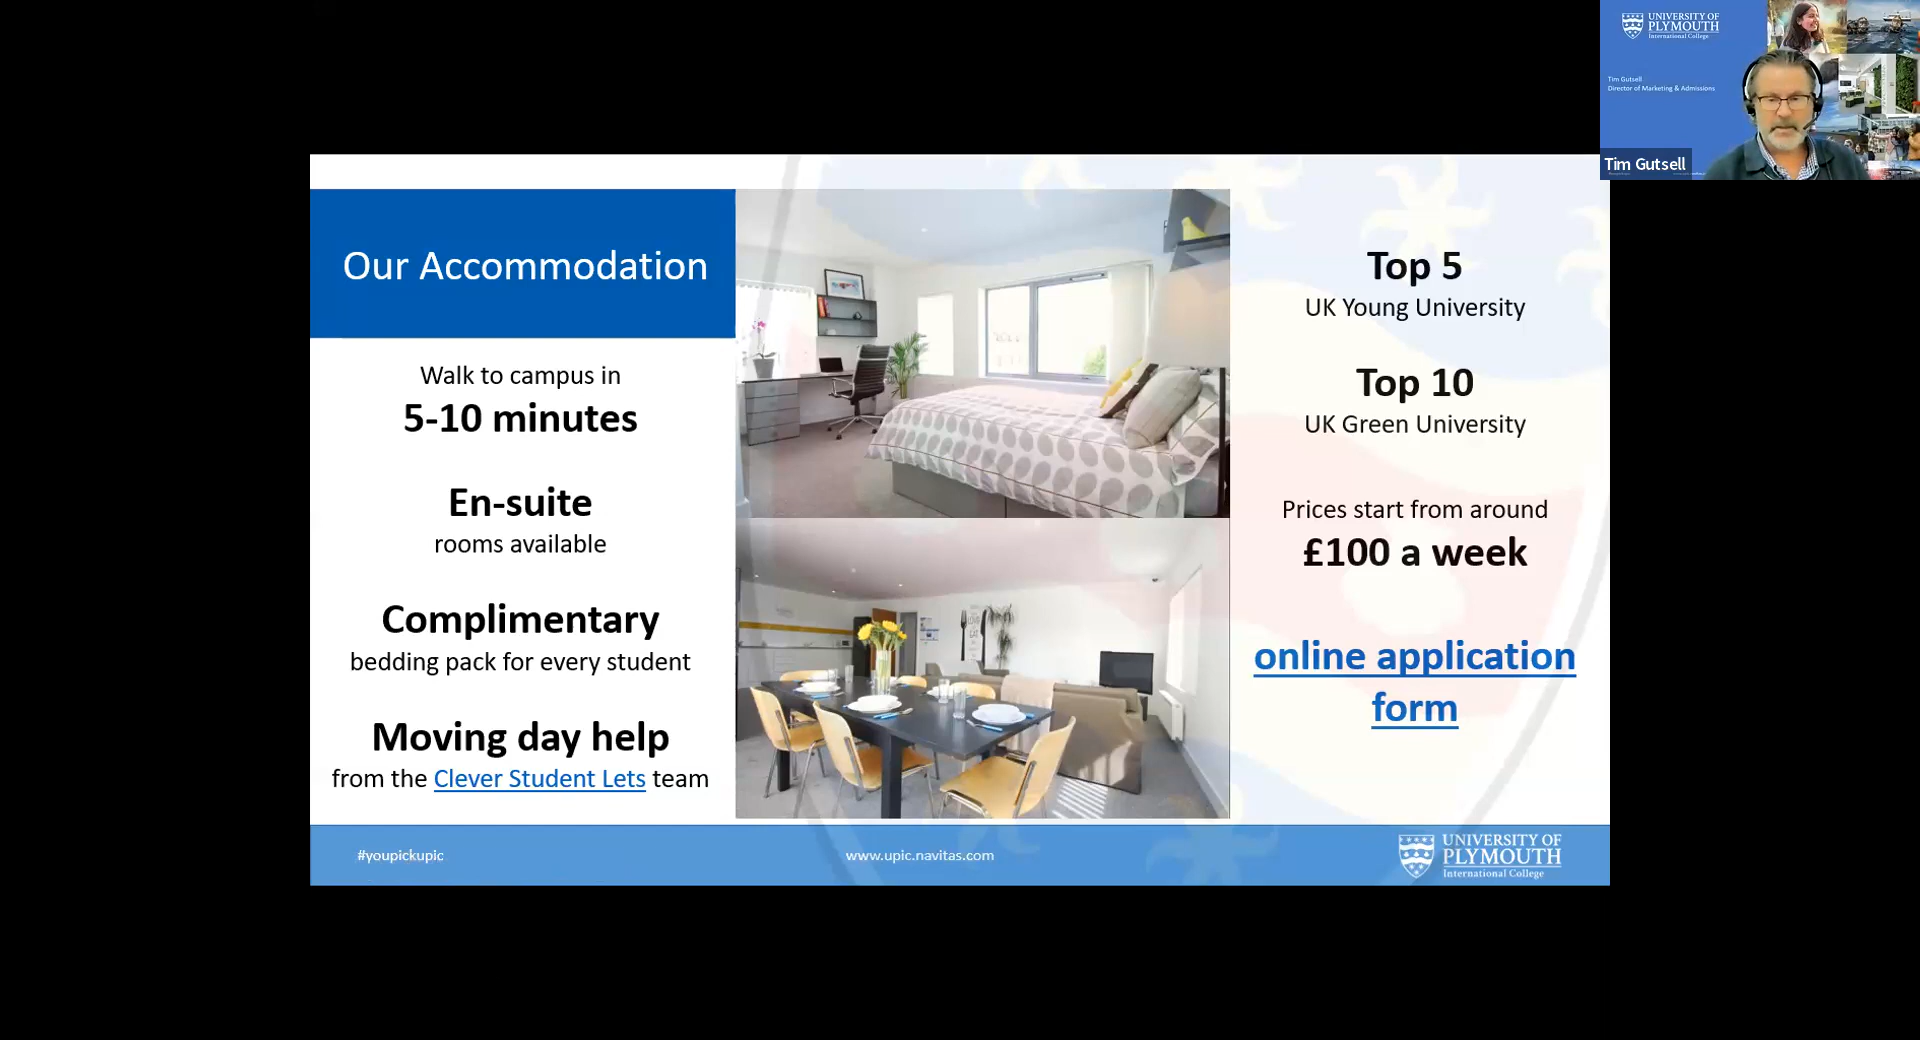 Our Accommodation
Walk to campus in
5-10 minutes
En-suite
rooms available
Complimentary
bedding pack for every student
Moving day help
from the Clever Student Lets team
Top 5
UK Young University
Top 10
UK Green University
Prices start from around
£100 a week
online application
form
#youpickupic
www.upic.navitas.com
UNIVERSITY OF
PLYMOUTH
International College
UNIVERSITY OF
PLYMOUTH
International College
Tim Gutsell
Director of Marketing & Admissions
Tim Gutsell